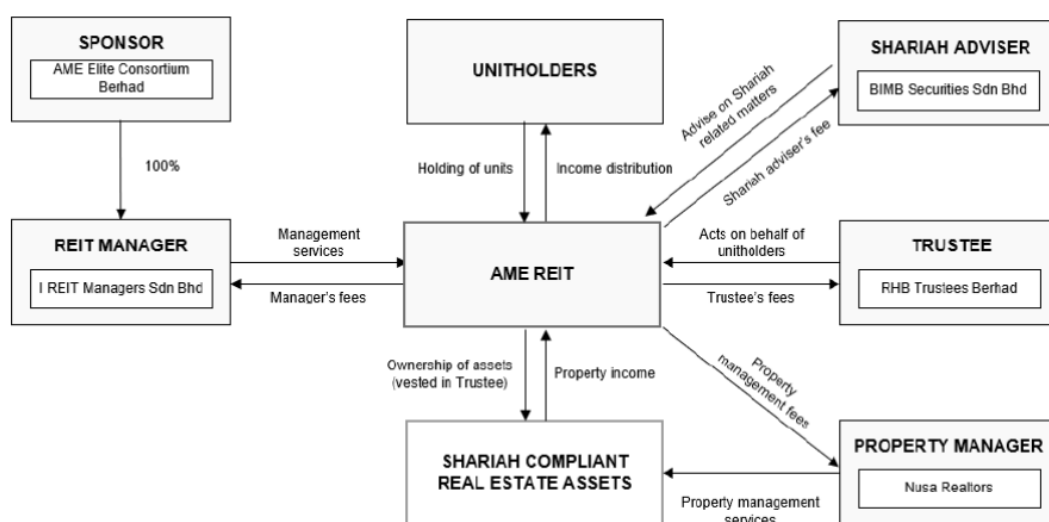 SPONSOR
AME Elite Consortium
Berhad
UNITHOLDERS
SHARIAH ADVISER
BIMB Securities Sdn Bhd
Advise on Shariah
related matters
Shariah adviser's fee
100%
Holding of units
Income distribution
REIT MANAGER
I REIT Managers Sdn Bhd
Management
services
Manager's fees
AME REIT
Acts on behalf of
unitholders
Trustee's fees
TRUSTEE
RHB Trustees Berhad
Ownership of assets
(vested in Trustee)
Property income
Property
management fees
SHARIAH COMPLIANT
REAL ESTATE ASSETS
PROPERTY MANAGER
Nusa Realtors
Property management
services